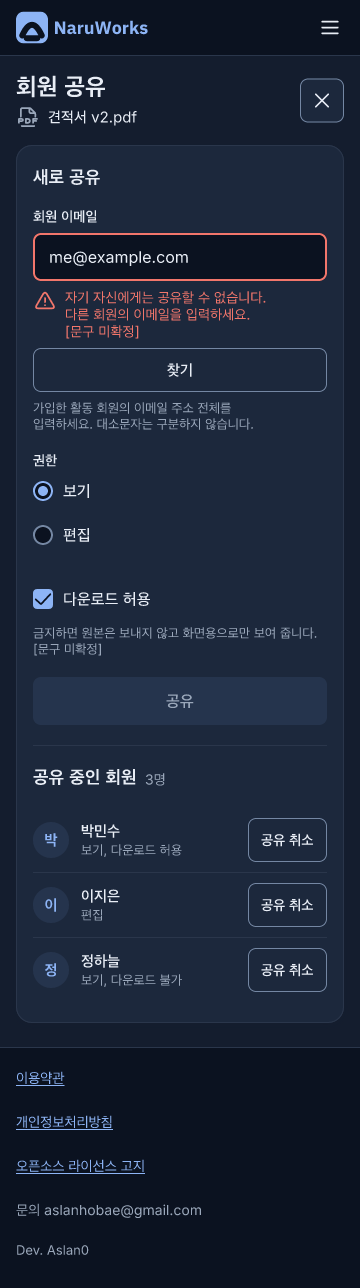 NaruWorks
회원 공유
PDF 견적서 v2.pdf
새로 공유
회원 이메일
me@example.com
자기 자신에게는 공유할 수 없습니다.
다른 회원의 이메일을 입력하세요.
[문구 미확정]
찾기
가입한 활동 회원의 이메일 주소 전체를
입력하세요. 대소문자는 구분하지 않습니다.
권한
보기
편집
다운로드 허용
금지하면 원본은 보내지 않고 화면용으로만 보여 줍니다.
[문구 미확정]
공유
공유 중인 회원 3명
박
박민수
보기, 다운로드 허용
공유 취소
이
이지은
편집
공유 취소
정
정하늘
보기, 다운로드 불가
공유 취소
이용약관
개인정보처리방침
오픈소스 라이선스 고지
문의 aslanhobae@gmail.com
Dev. Aslan0